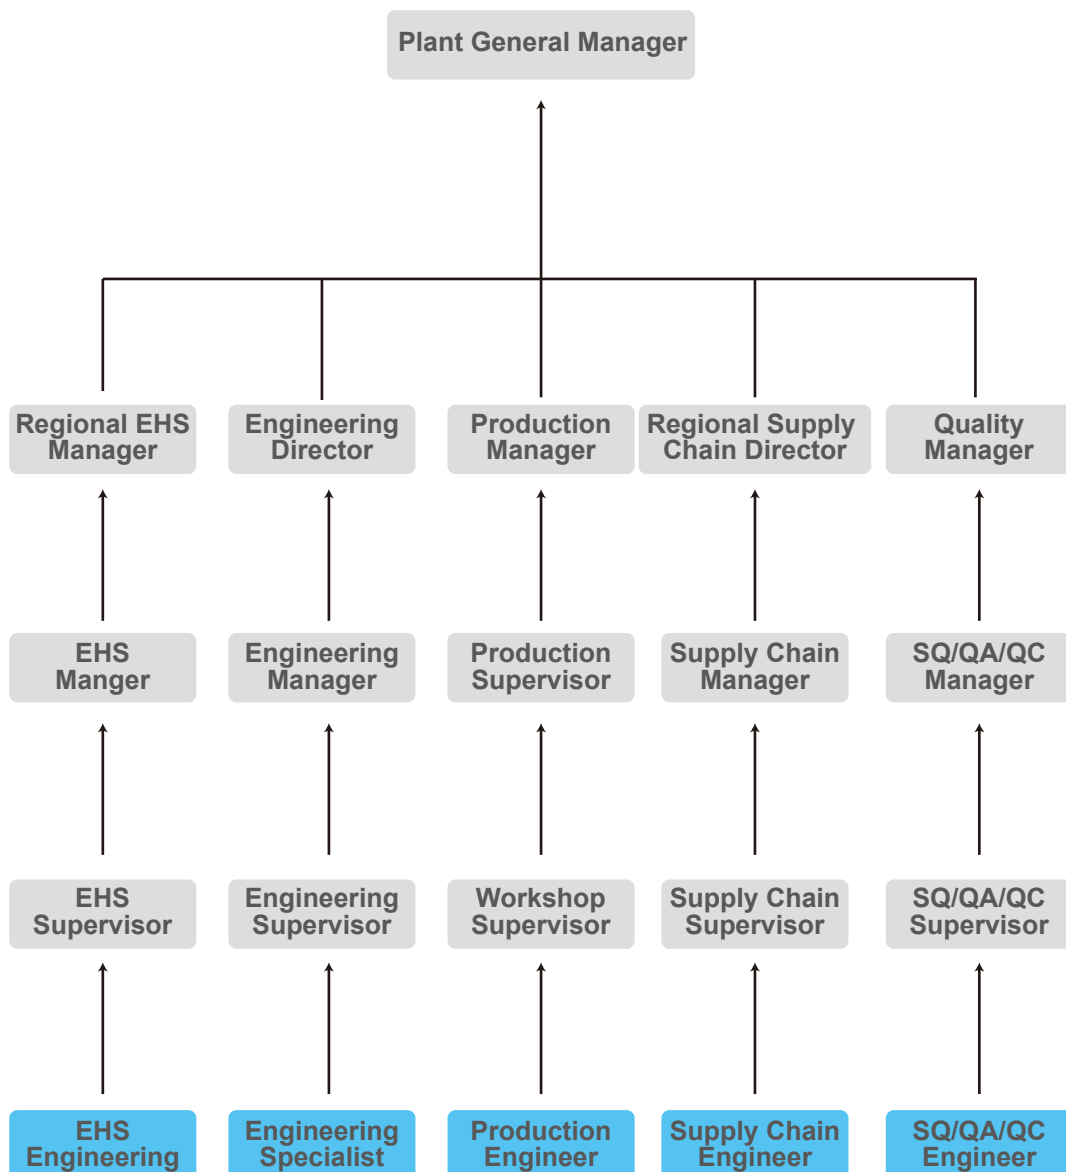 Plant General Manager
Regional EHS
Manager
Engineering
Director
Production
Manager
Regional Supply
Chain Director
Quality
Manager
EHS
Manger
Engineering
Manager
Production
Supervisor
Supply Chain
Manager
SQ/QA/QC
Manager
EHS
Supervisor
Engineering
Supervisor
Workshop
Supervisor
Supply Chain
Supervisor
SQ/QA/QC
Supervisor
EHS
Engineering
Engineering
Specialist
Production
Engineer
Supply Chain
Engineer
SQ/QA/QC
Engineer